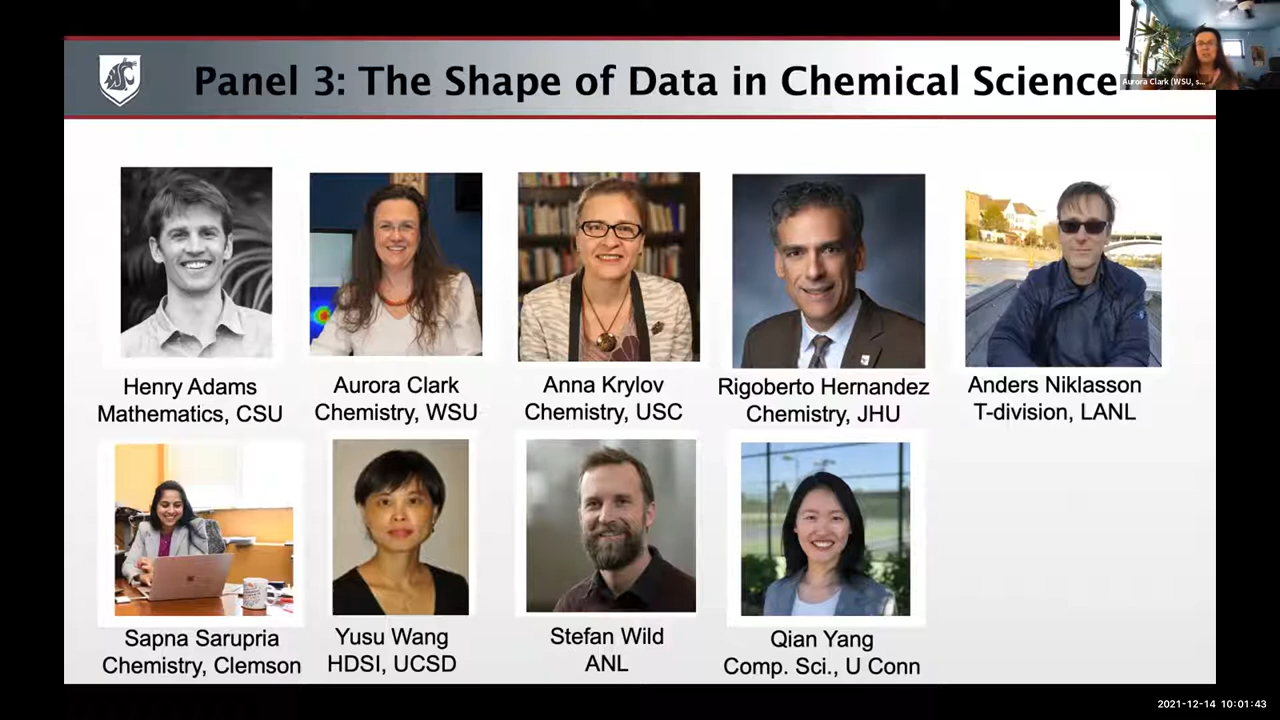 Panel 3: The Shape of Data in Chemical Science
Aurora Clark (WSU, s...
Henry Adams
Mathematics, CSU
Aurora Clark
Chemistry, WSU
Anna Krylov
Chemistry, USC
Rigoberto Hernandez
Chemistry, JHU
Anders Niklasson
T-division, LANL
Sapna Sarupria
Chemistry, Clemson
Yusu Wang
HDSI, UCSD
Stefan Wild
ANL
Qian Yang
Comp. Sci., U Conn
2021-12-14 10:01:43